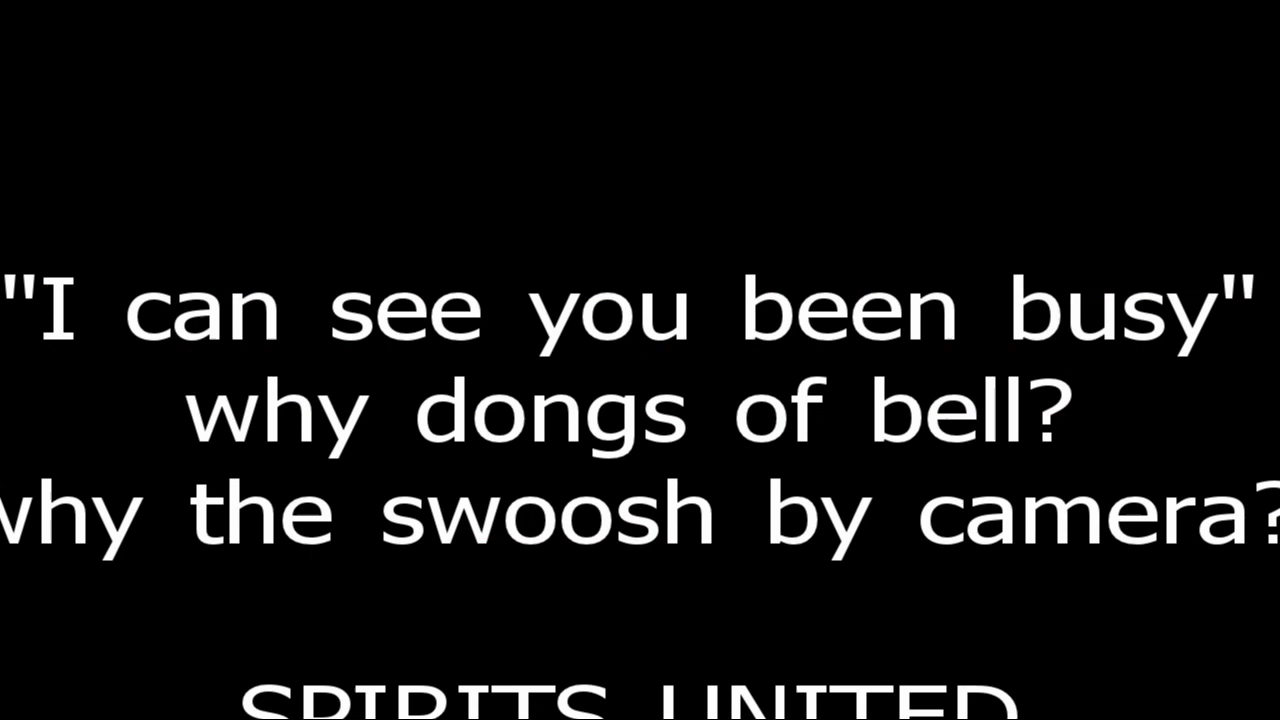 "I can see you been busy"
why dongs of bell?
why the swoosh by camera?
SPIRITS UNITED